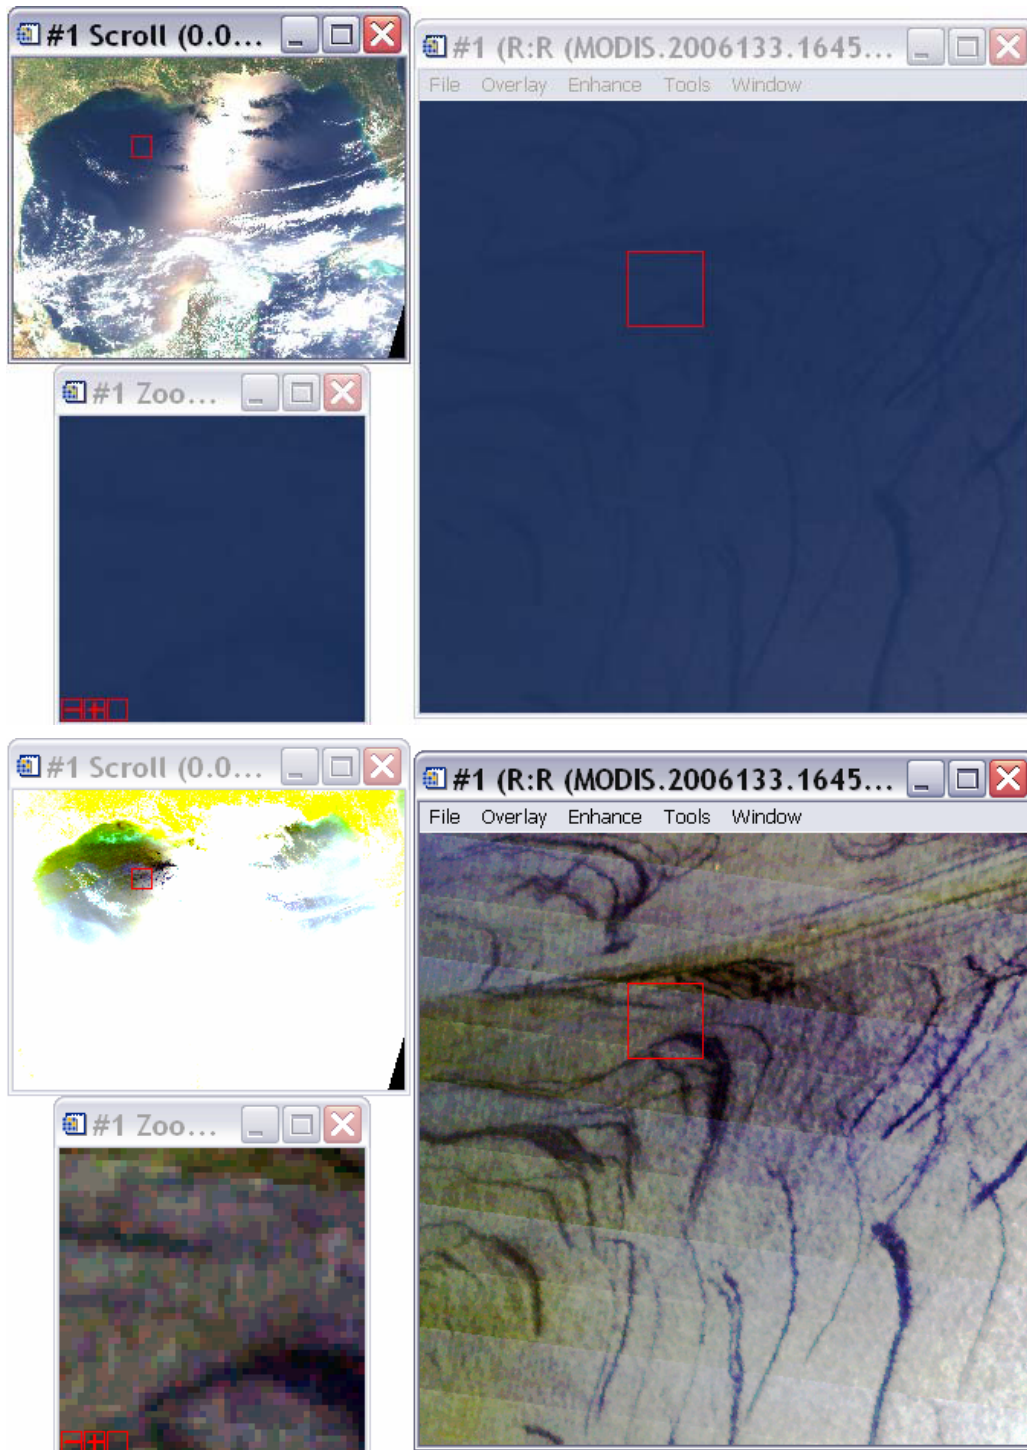 #1 Scroll (0.0...
#1 (R:R (MODIS.2006133.1645...
File Overlay Enhance Tools Window
#1 Zoo...
#1 Scroll (0.0...
#1 (R:R (MODIS.2006133.1645...
File Overlay Enhance Tools Window
#1 Zoo...